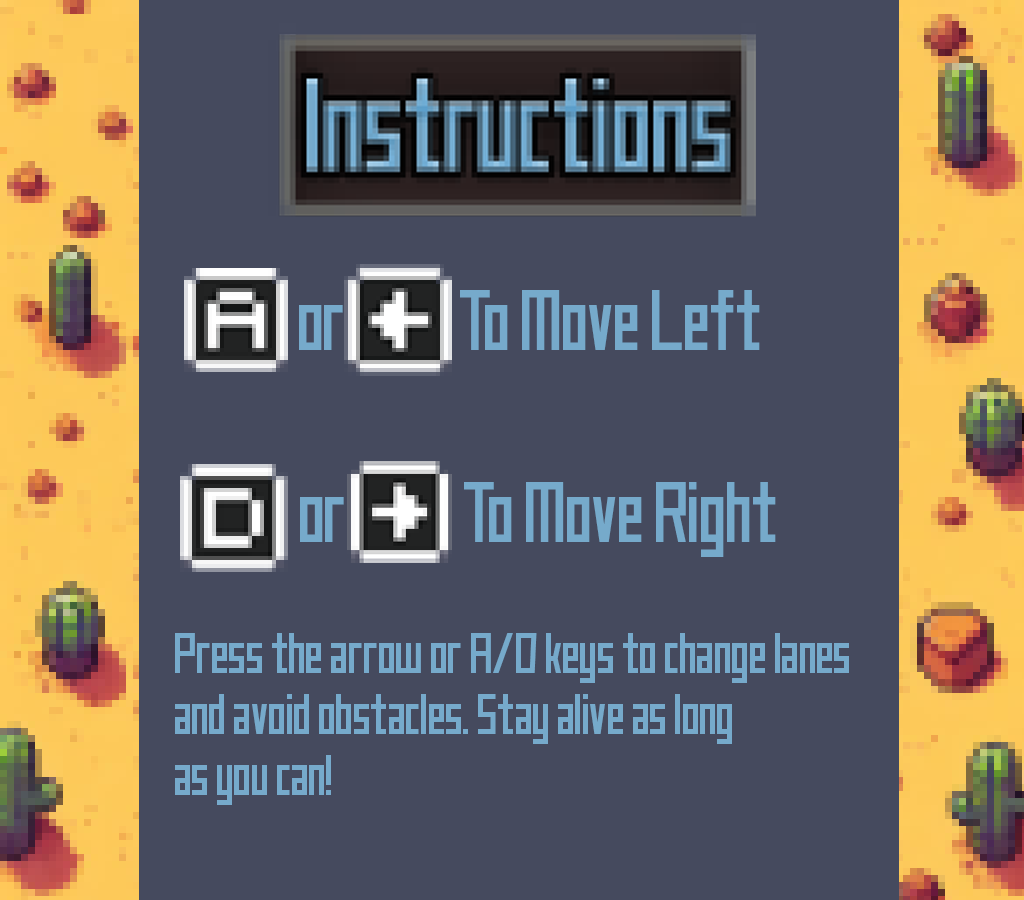 Instructions
A or To Move Left
D or To Move Right
Press the arrow or A/D keys to change lanes
and avoid obstacles. Stay alive as long
as you can!